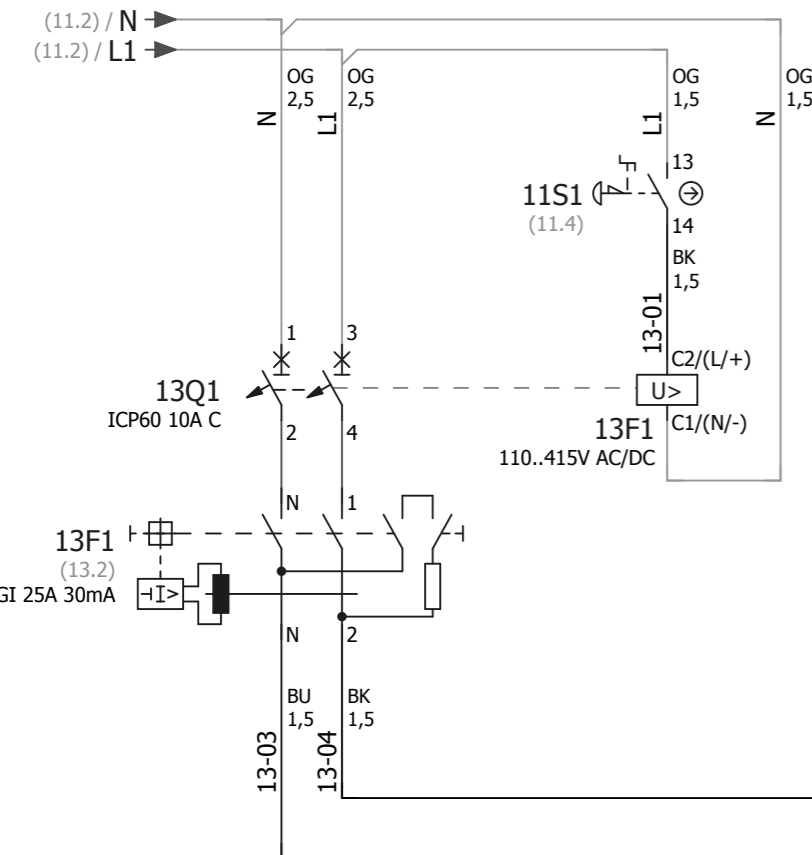 (11.2) / N
(11.2) / L1
OG
2,5
OG
2,5
OG
1,5
OG
1,5
N
L1
L1
N
13
11S1
(11.4)
14
BK
1,5
13-01
1
3
C2/(L/+)
13Q1
ICP60 10A C
U>
2
4
13F1
C1/(N/-)
110..415V AC/DC
N
1
13F1
(13.2)
GI 25A 30mA
I>
N
2
BU
1,5
BK
1,5
13-03
13-04